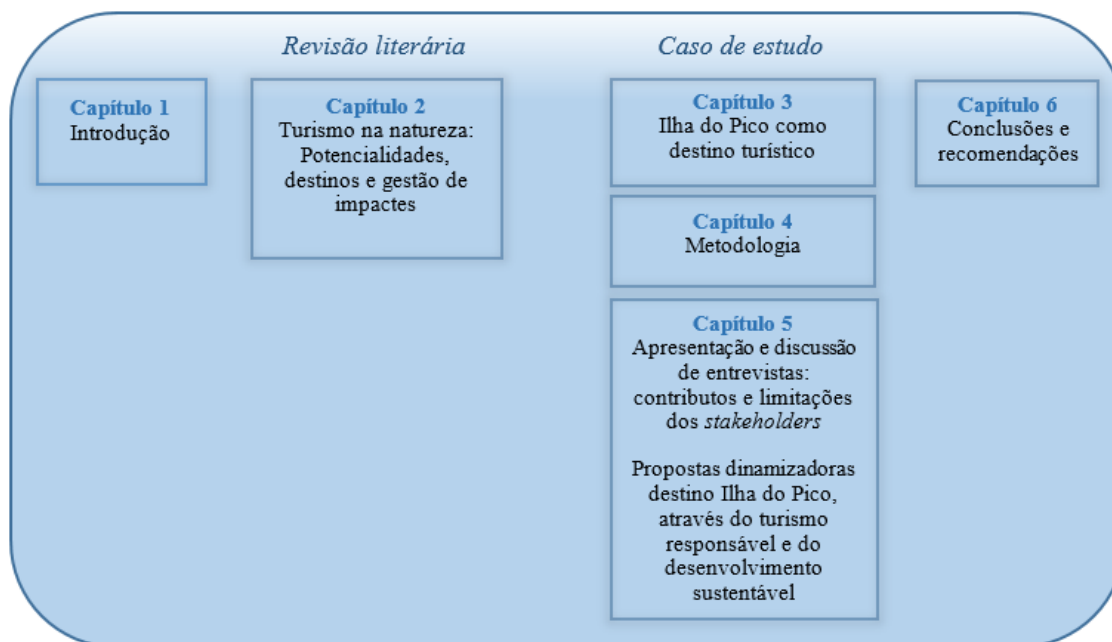 Revisão literária
Caso de estudo
Capítulo 1
Introdução
Capítulo 2
Turismo na natureza:
Potencialidades,
destinos e gestão de
impactes
Capítulo 3
Ilha do Pico como
destino turístico
Capítulo 4
Metodologia
Capítulo 5
Apresentação e discussão
de entrevistas:
contributos e limitações
dos stakeholders
Propostas dinamizadoras
destino Ilha do Pico,
através do turismo
responsável e do
desenvolvimento
sustentável
Capítulo 6
Conclusões e
recomendações